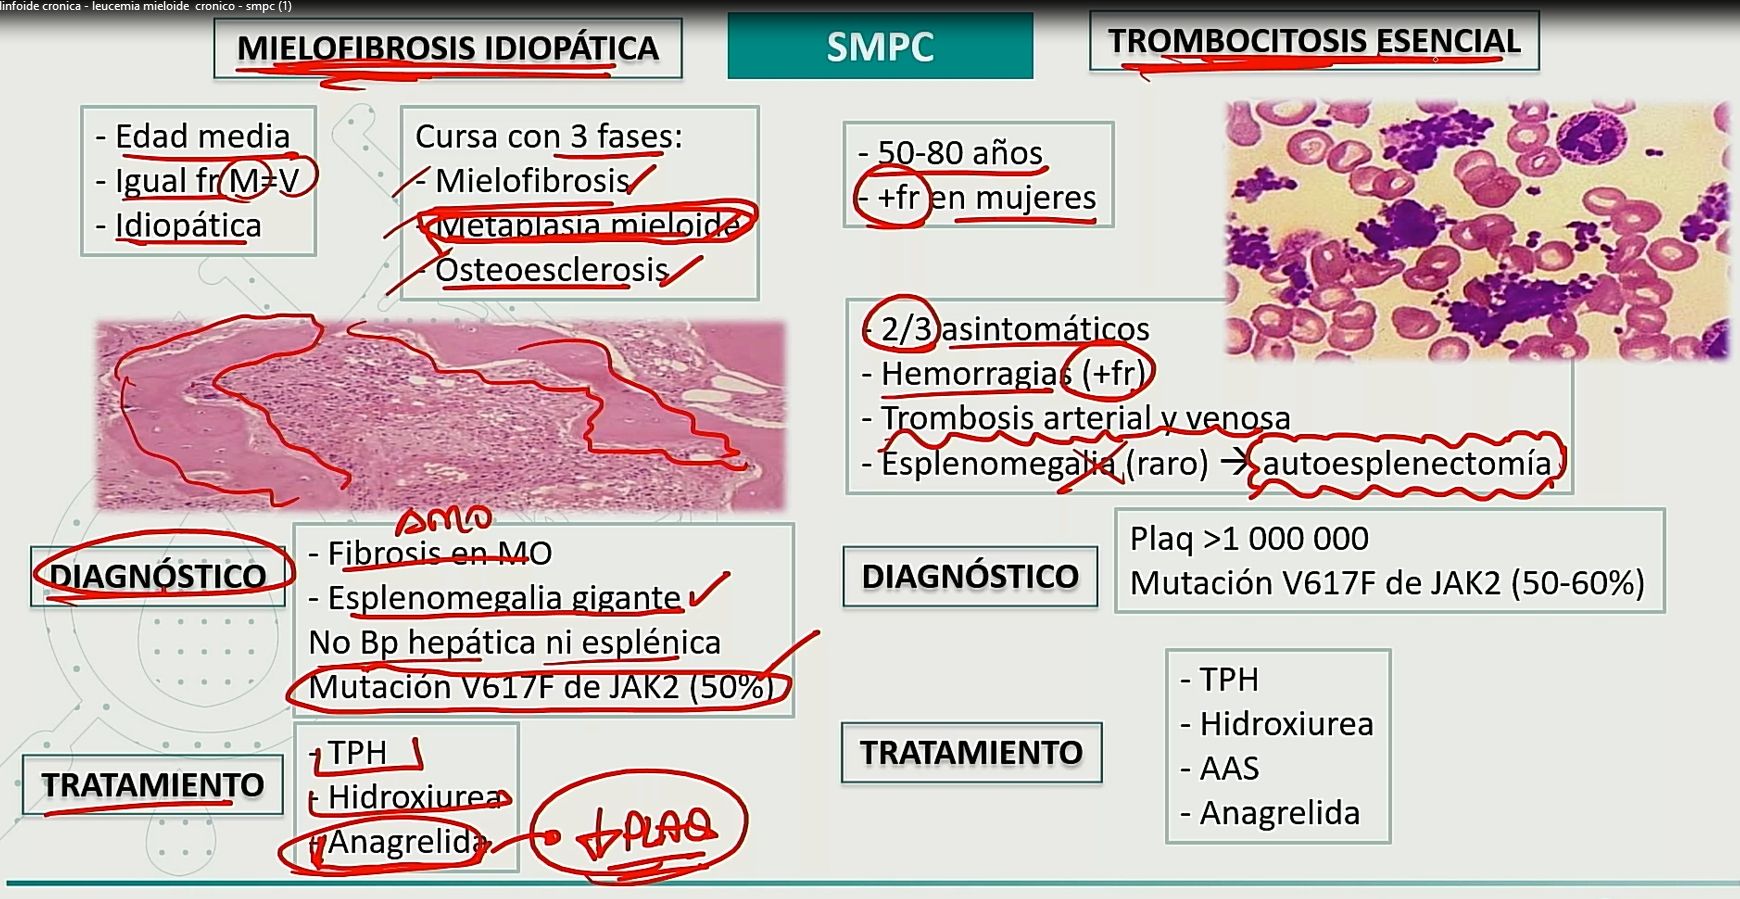 linfoide cronica - leucemia mieloide cronico - smpc (1)
MIELOFIBROSIS IDIOPÁTICA
SMPC
TROMBOCITOSIS ESENCIAL
- Edad media
- Igual fr M=V
- Idiopática
Cursa con 3 fases:
- Mielofibrosis
- Metaplasia mieloide
- Osteoesclerosis
AMO
DIAGNÓSTICO
- Fibrosis en MO
- Esplenomegalia gigante
No Bp hepática ni esplénica
Mutación V617F de JAK2 (50%)
TRATAMIENTO
- TPH
- Hidroxiurea
- Anagrelida
↓ PLAQ
- 50-80 años
- +fr en mujeres
- 2/3 asintomáticos
- Hemorragias (+fr)
- Trombosis arterial y venosa
- Esplenomegalia (raro) → autoesplenectomía
DIAGNÓSTICO
Plaq >1 000 000
Mutación V617F de JAK2 (50-60%)
TRATAMIENTO
- TPH
- Hidroxiurea
- AAS
- Anagrelida